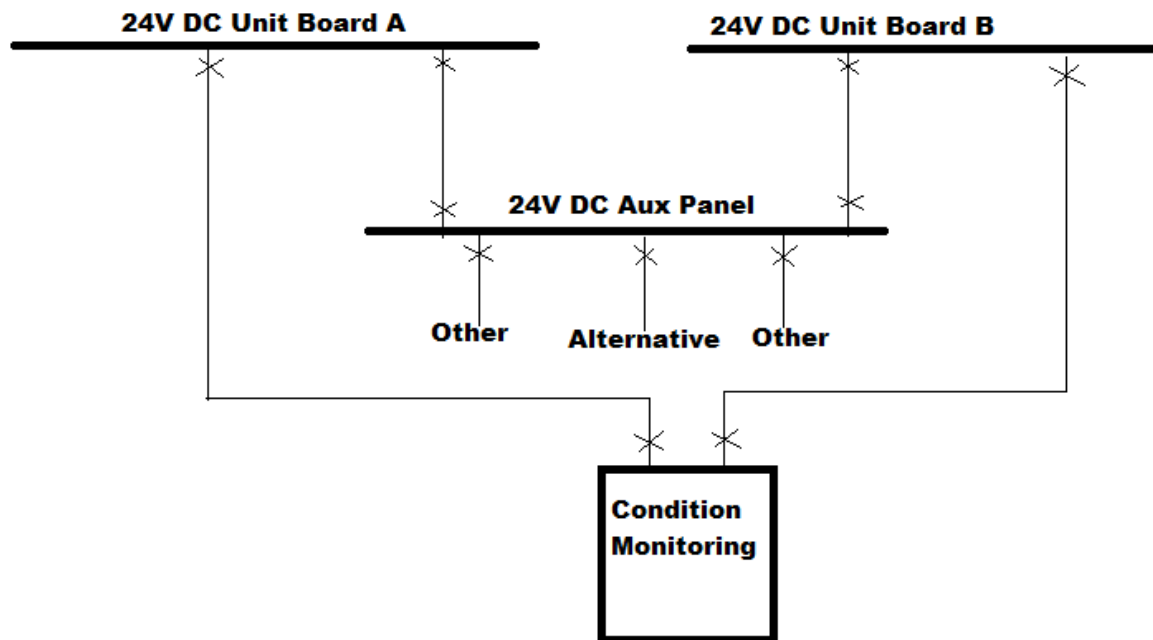 24V DC Unit Board A
24V DC Unit Board B
24V DC Aux Panel
Other
Alternative
Other
Condition
Monitoring